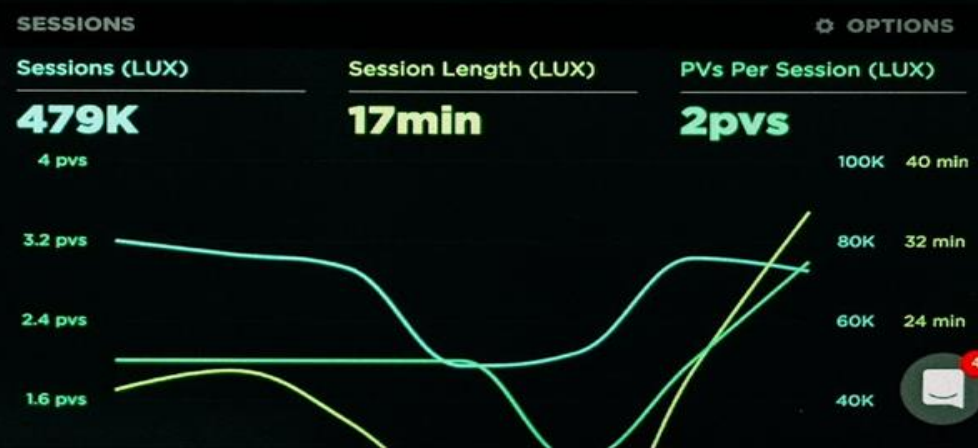 SESSIONS
OPTIONS
Sessions (LUX)
Session Length (LUX)
PVs Per Session (LUX)
479K
17min
2pvs
4 pvs
100K
40 min
3.2 pvs
80K
32 min
2.4 pvs
60K
24 min
1.6 pvs
40K